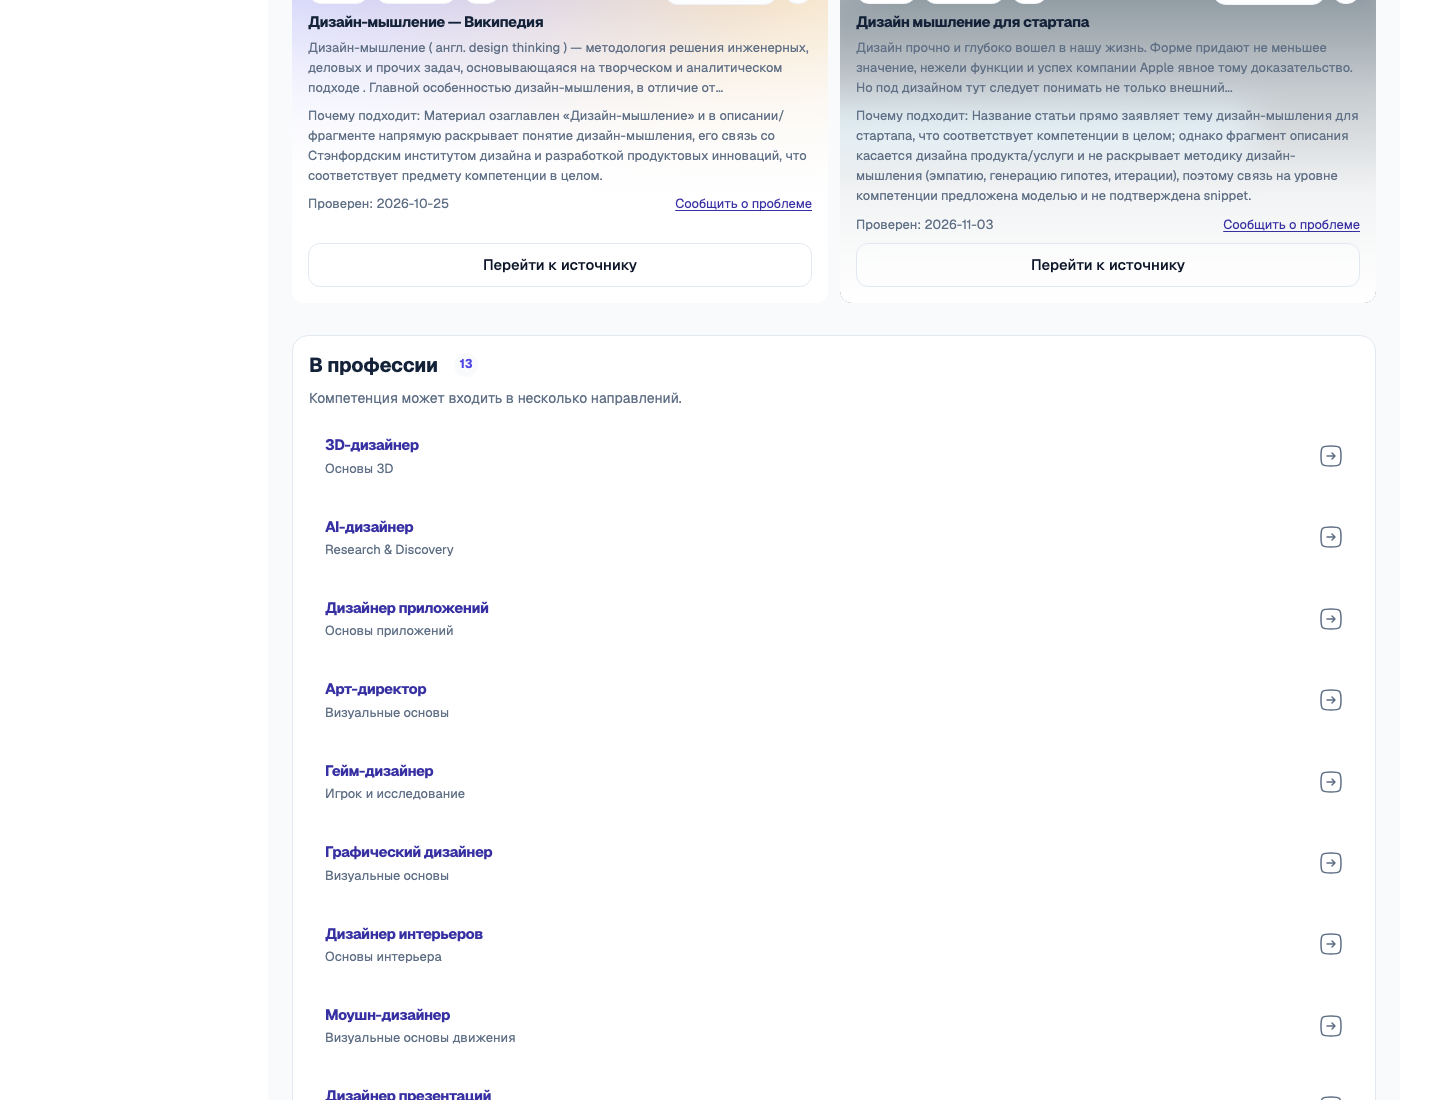 Дизайн-мышление — Википедия
Дизайн-мышление ( англ. design thinking ) — методология решения инженерных,
деловых и прочих задач, основывающаяся на творческом и аналитическом
подходе . Главной особенностью дизайн-мышления, в отличие от...
Почему подходит: Материал озаглавлен «Дизайн-мышление» и в описании/
фрагменте напрямую раскрывает понятие дизайн-мышления, его связь со
Стэнфордским институтом дизайна и разработкой продуктовых инноваций, что
соответствует предмету компетенции в целом.
Проверен: 2026-10-25
Сообщить о проблеме
Перейти к источнику
Дизайн мышление для стартапа
Дизайн прочно и глубоко вошел в нашу жизнь. Форме придают не меньшее
значение, нежели функции и успех компании Apple явное тому доказательство.
Но под дизайном тут следует понимать не только внешний...
Почему подходит: Название статьи прямо заявляет тему дизайн-мышления для
стартапа, что соответствует компетенции в целом; однако фрагмент описания
касается дизайна продукта/услуги и не раскрывает методику дизайн-
мышления (эмпатию, генерацию гипотез, итерации), поэтому связь на уровне
компетенции предложена моделью и не подтверждена snippet.
Проверен: 2026-11-03
Сообщить о проблеме
Перейти к источнику
В профессии 13
Компетенция может входить в несколько направлений.
3D-дизайнер
Основы 3D
AI-дизайнер
Research & Discovery
Дизайнер приложений
Основы приложений
Арт-директор
Визуальные основы
Гейм-дизайнер
Игрок и исследование
Графический дизайнер
Визуальные основы
Дизайнер интерьеров
Основы интерьера
Моушн-дизайнер
Визуальные основы движения
Дизайнер презентаций